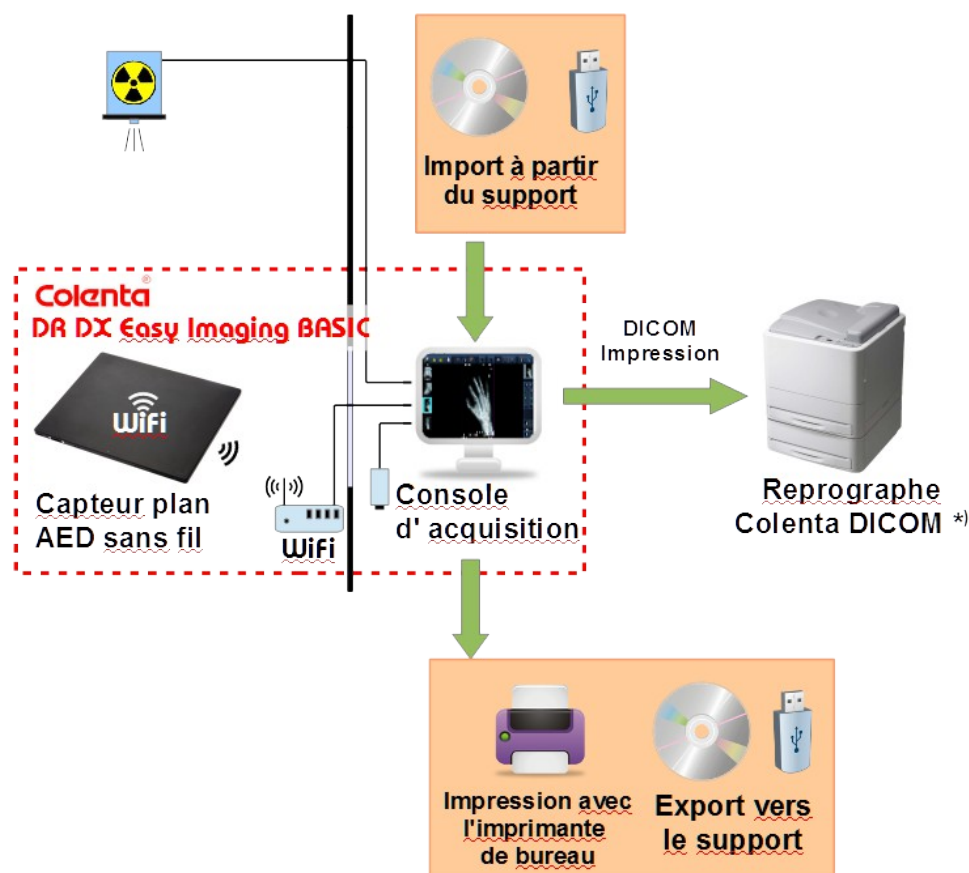 Import à partir
du support
Colenta®
DR DX Easy Imaging BASIC
WiFi
Capteur plan
AED sans fil
WiFi
Console
d' acquisition
DICOM
Impression
Reprographe
Colenta DICOM *)
Impression avec
l'imprimante
de bureau
Export vers
le support